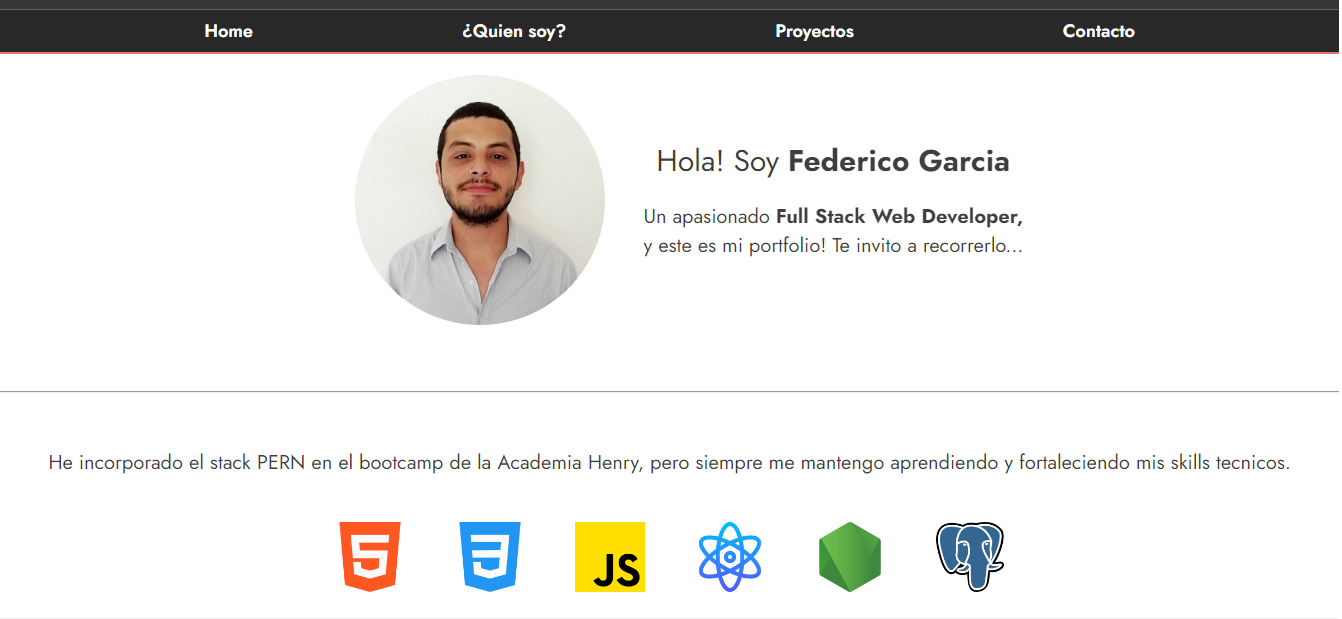 Home ¿Quien soy? Proyectos Contacto
Hola! Soy Federico Garcia
Un apasionado Full Stack Web Developer,
y este es mi portfolio! Te invito a recorrerlo...
He incorporado el stack PERN en el bootcamp de la Academia Henry, pero siempre me mantengo aprendiendo y fortaleciendo mis skills tecnicos.
5 3 JS